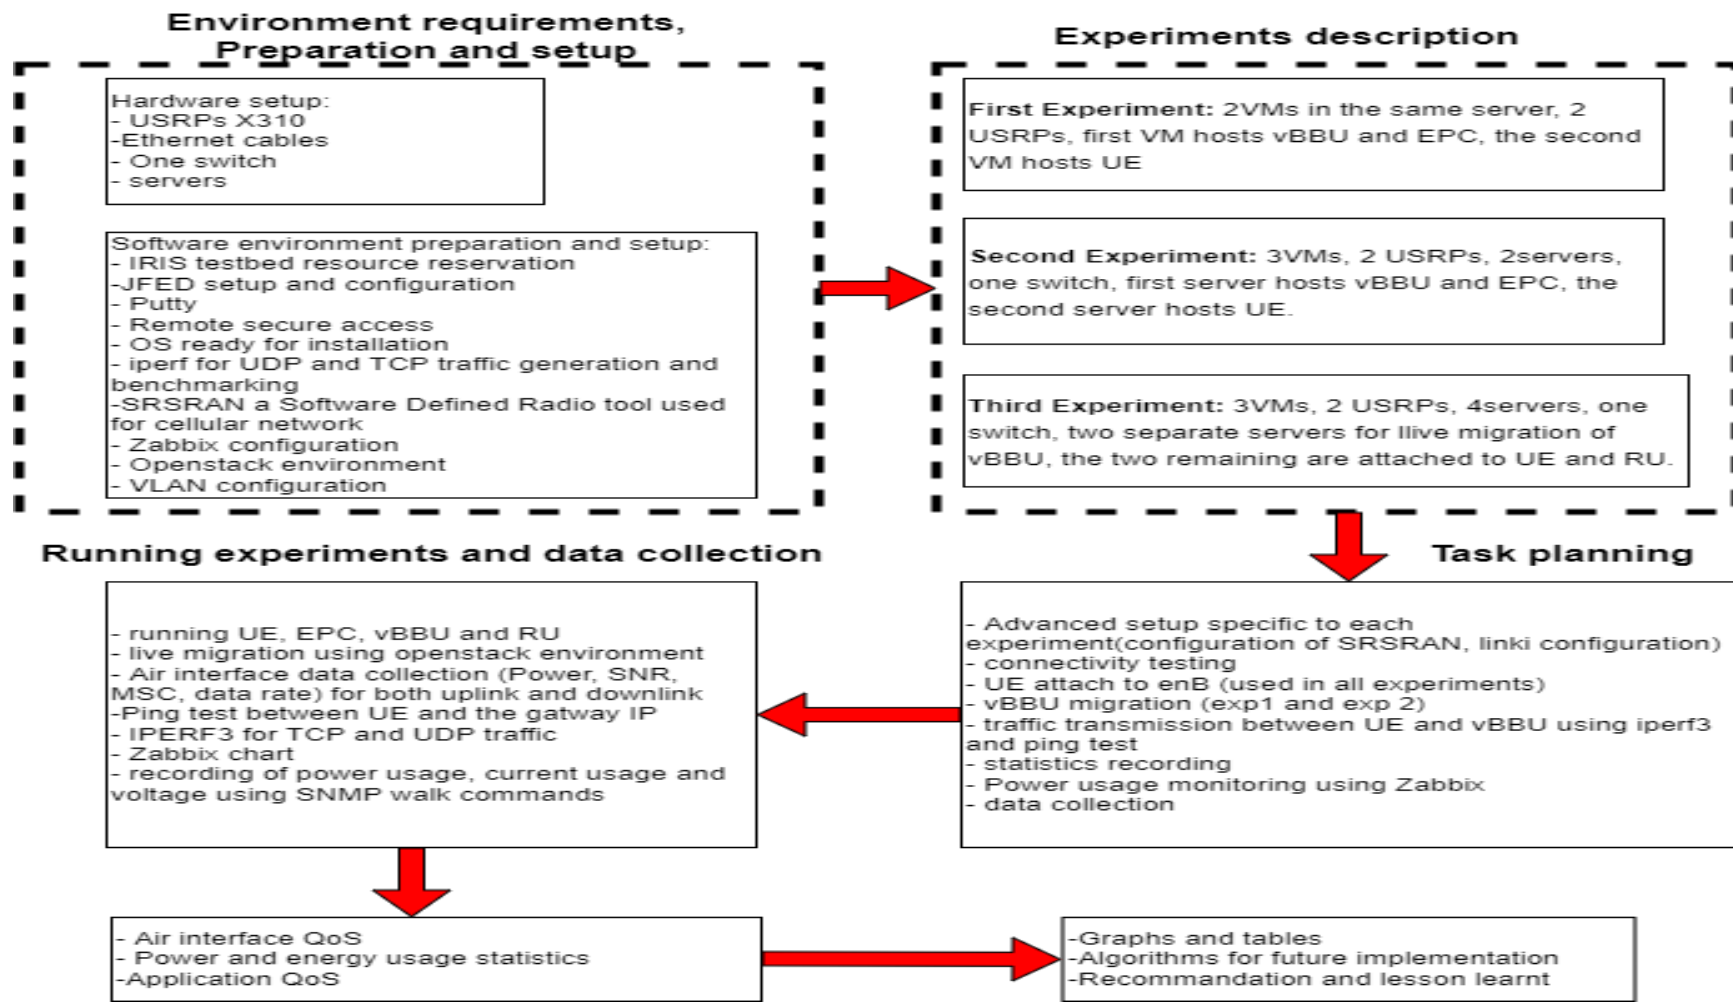 Environment requirements,
Preparation and setup
Hardware setup:
- USRPs X310
-Ethernet cables
- One switch
- servers
Software environment preparation and setup:
- IRIS testbed resource reservation
-JFED setup and configuration
- Putty
- Remote secure access
- OS ready for installation
- iperf for UDP and TCP traffic generation and
benchmarking
-SRSRAN a Software Defined Radio tool used
for cellular network
- Zabbix configuration
- Openstack environment
- VLAN configuration
Experiments description
First Experiment: 2VMs in the same server, 2
USRPs, first VM hosts vBBU and EPC, the second
VM hosts UE
Second Experiment: 3VMs, 2 USRPs, 2servers,
one switch, first server hosts vBBU and EPC, the
second server hosts UE.
Third Experiment: 3VMs, 2 USRPs, 4servers, one
switch, two separate servers for llive migration of
vBBU, the two remaining are attached to UE and RU.
Task planning
- Advanced setup specific to each
experiment(configuration of SRSRAN, linki configuration)
- connectivity testing
- UE attach to enB (used in all experiments)
- vBBU migration (exp1 and exp 2)
- traffic transmission between UE and vBBU using iperf3
and ping test
- statistics recording
- Power usage monitoring using Zabbix
- data collection
Running experiments and data collection
- running UE, EPC, vBBU and RU
- live migration using openstack environment
- Air interface data collection (Power, SNR,
MSC, data rate) for both uplink and downlink
-Ping test between UE and the gatway IP
- IPERF3 for TCP and UDP traffic
- Zabbix chart
- recording of power usage, current usage and
voltage using SNMP walk commands
- Air interface QoS
- Power and energy usage statistics
-Application QoS
-Graphs and tables
-Algorithms for future implementation
-Recommandation and lesson learnt